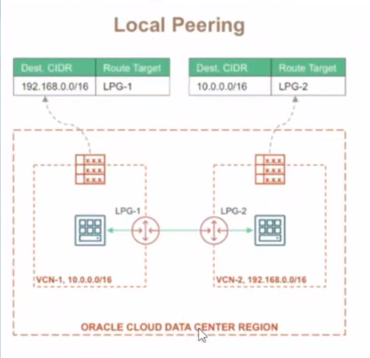 Local Peering
Dest. CIDR Route Target
192.168.0.0/16 LPG-1
Dest. CIDR Route Target
10.0.0.0/16 LPG-2
LPG-1
LPG-2
VCN-1, 10.0.0.0/16
VCN-2, 192.168.0.0/16
ORACLE CLOUD DATA CENTER REGION